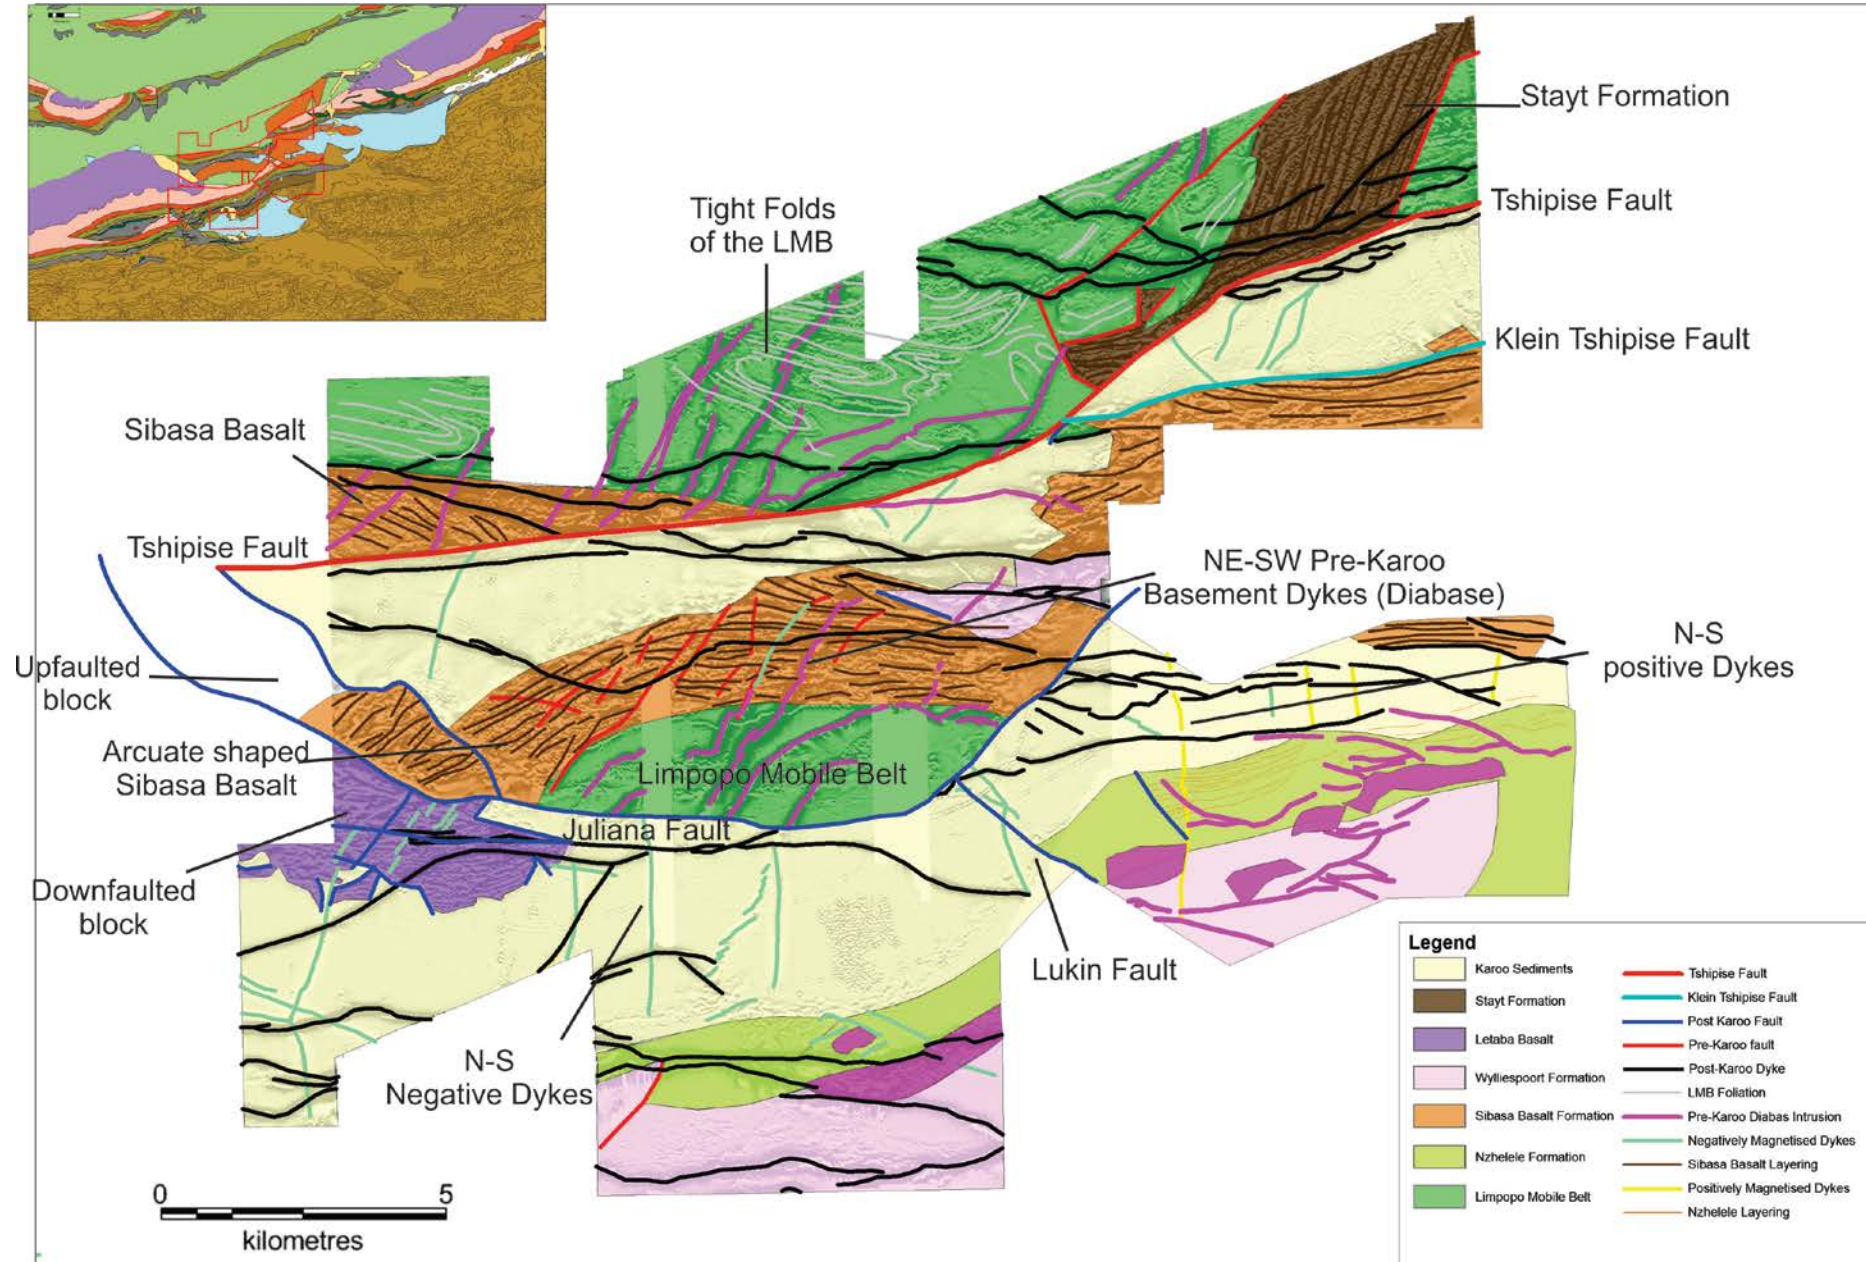 Stayt Formation
Tshipise Fault
Tight Folds
of the LMB
Klein Tshipise Fault
Sibasa Basalt
Tshipise Fault
NE-SW Pre-Karoo
Basement Dykes (Diabase)
N-S
positive Dykes
Upfaulted
block
Arcuate shaped
Sibasa Basalt
Limpopo Mobile Belt
Juliana Fault
Downfaulted
block
Lukin Fault
N-S
Negative Dykes
0 5
kilometres
Legend
Karoo Sediments
Stayt Formation
Letaba Basalt
Wylliespoort Formation
Sibasa Basalt Formation
Nzhelele Formation
Limpopo Mobile Belt
Tshipise Fault
Klein Tshipise Fault
Post Karoo Fault
Pre-Karoo fault
Post-Karoo Dyke
LMB Foliation
Pre-Karoo Diabas Intrusion
Negatively Magnetised Dykes
Sibasa Basalt Layering
Positively Magnetised Dykes
Nzhelele Layering